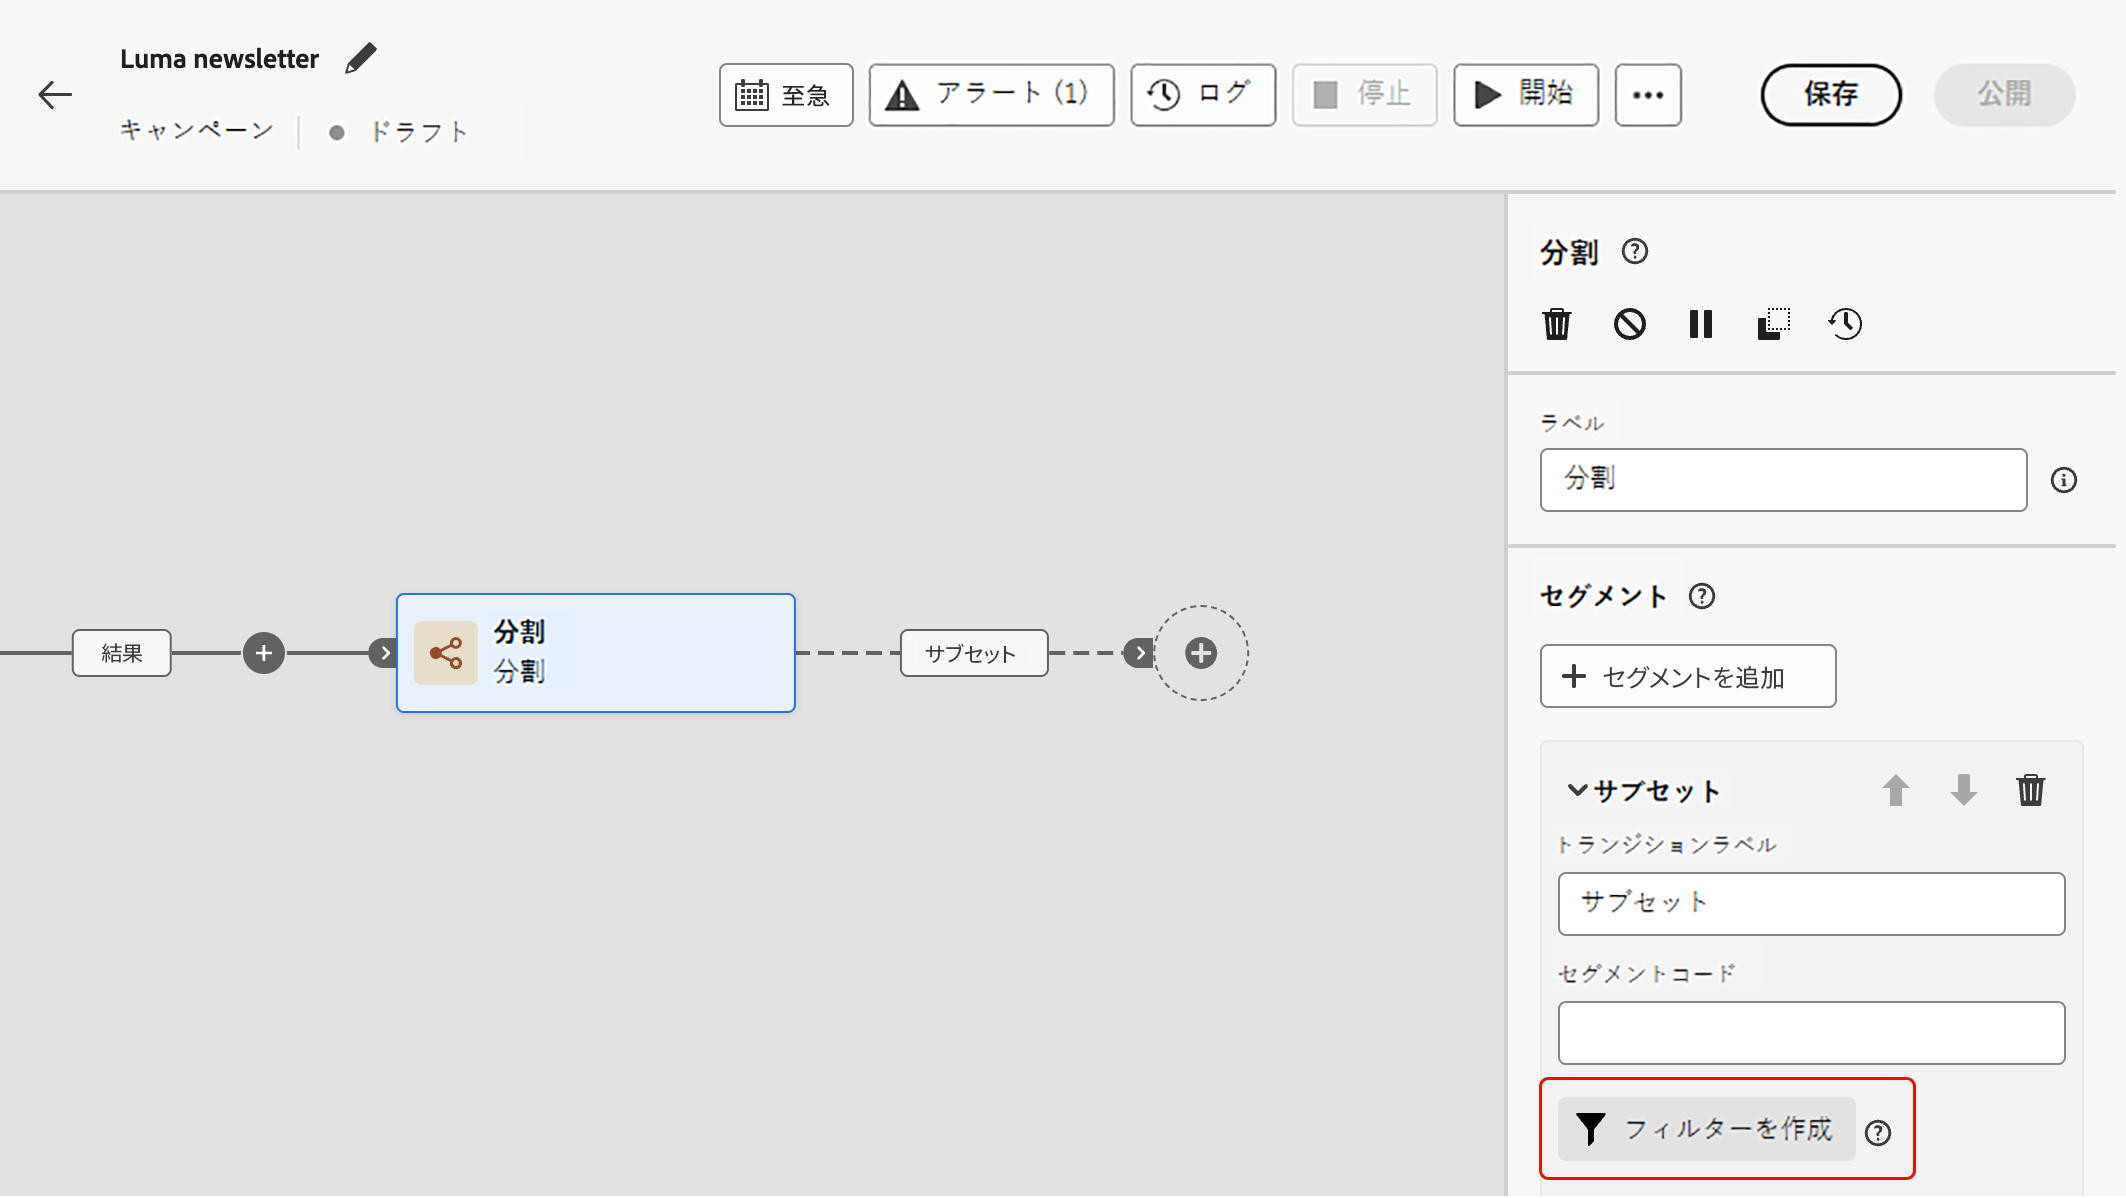 Luma newsletter
キャンペーン
ドラフト
至急
アラート (1)
ログ
停止
開始
保存
公開
結果
分割
分割
サブセット
分割
ラベル
分割
セグメント
セグメントを追加
サブセット
トランジションラベル
サブセット
セグメントコード
フィルターを作成